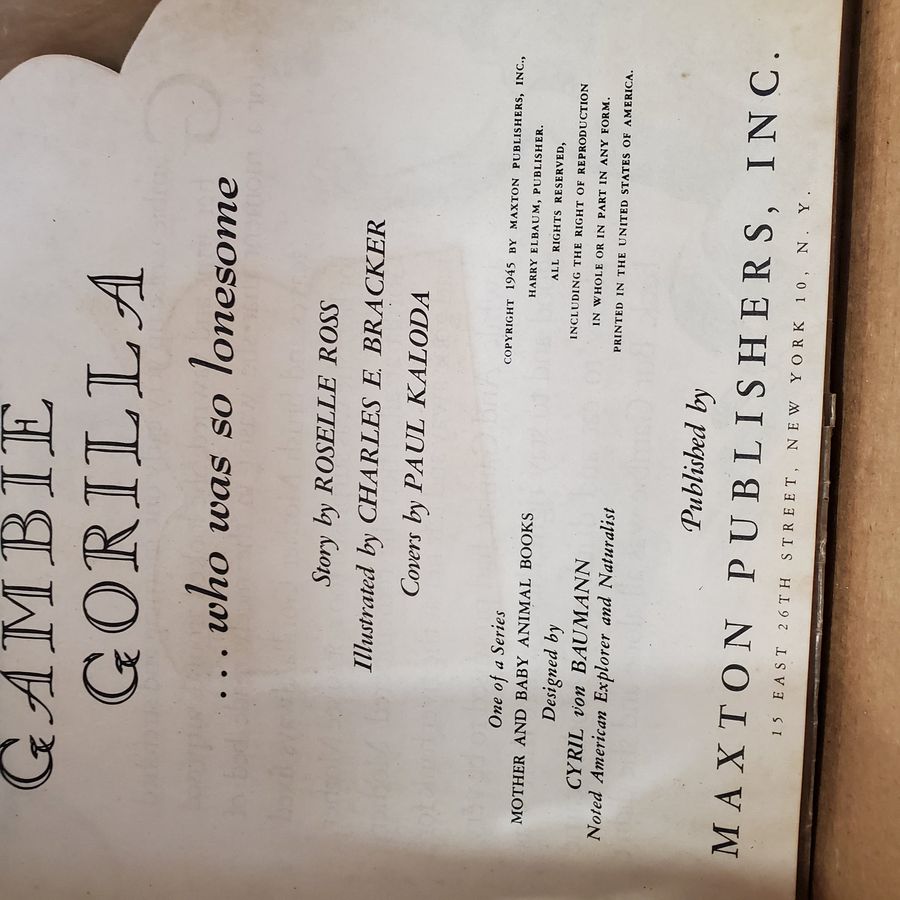 GAMBIE
GORILLA
... who was so lonesome
Story by ROSELLE ROSS
Illustrated by CHARLES E. BRACKER
Covers by PAUL KALODA
One of a Series
MOTHER AND BABY ANIMAL BOOKS
Designed by
CYRIL von BAUMANN
Noted American Explorer and Naturalist
COPYRIGHT 1945 BY MAXTON PUBLISHERS, INC.,
HARRY ELBAUM, PUBLISHER.
ALL RIGHTS RESERVED,
INCLUDING THE RIGHT OF REPRODUCTION
IN WHOLE OR IN PART IN ANY FORM.
PRINTED IN THE UNITED STATES OF AMERICA.
Published by
MAXTON PUBLISHERS, INC.
15 EAST 26TH STREET, NEW YORK 10, N. Y.